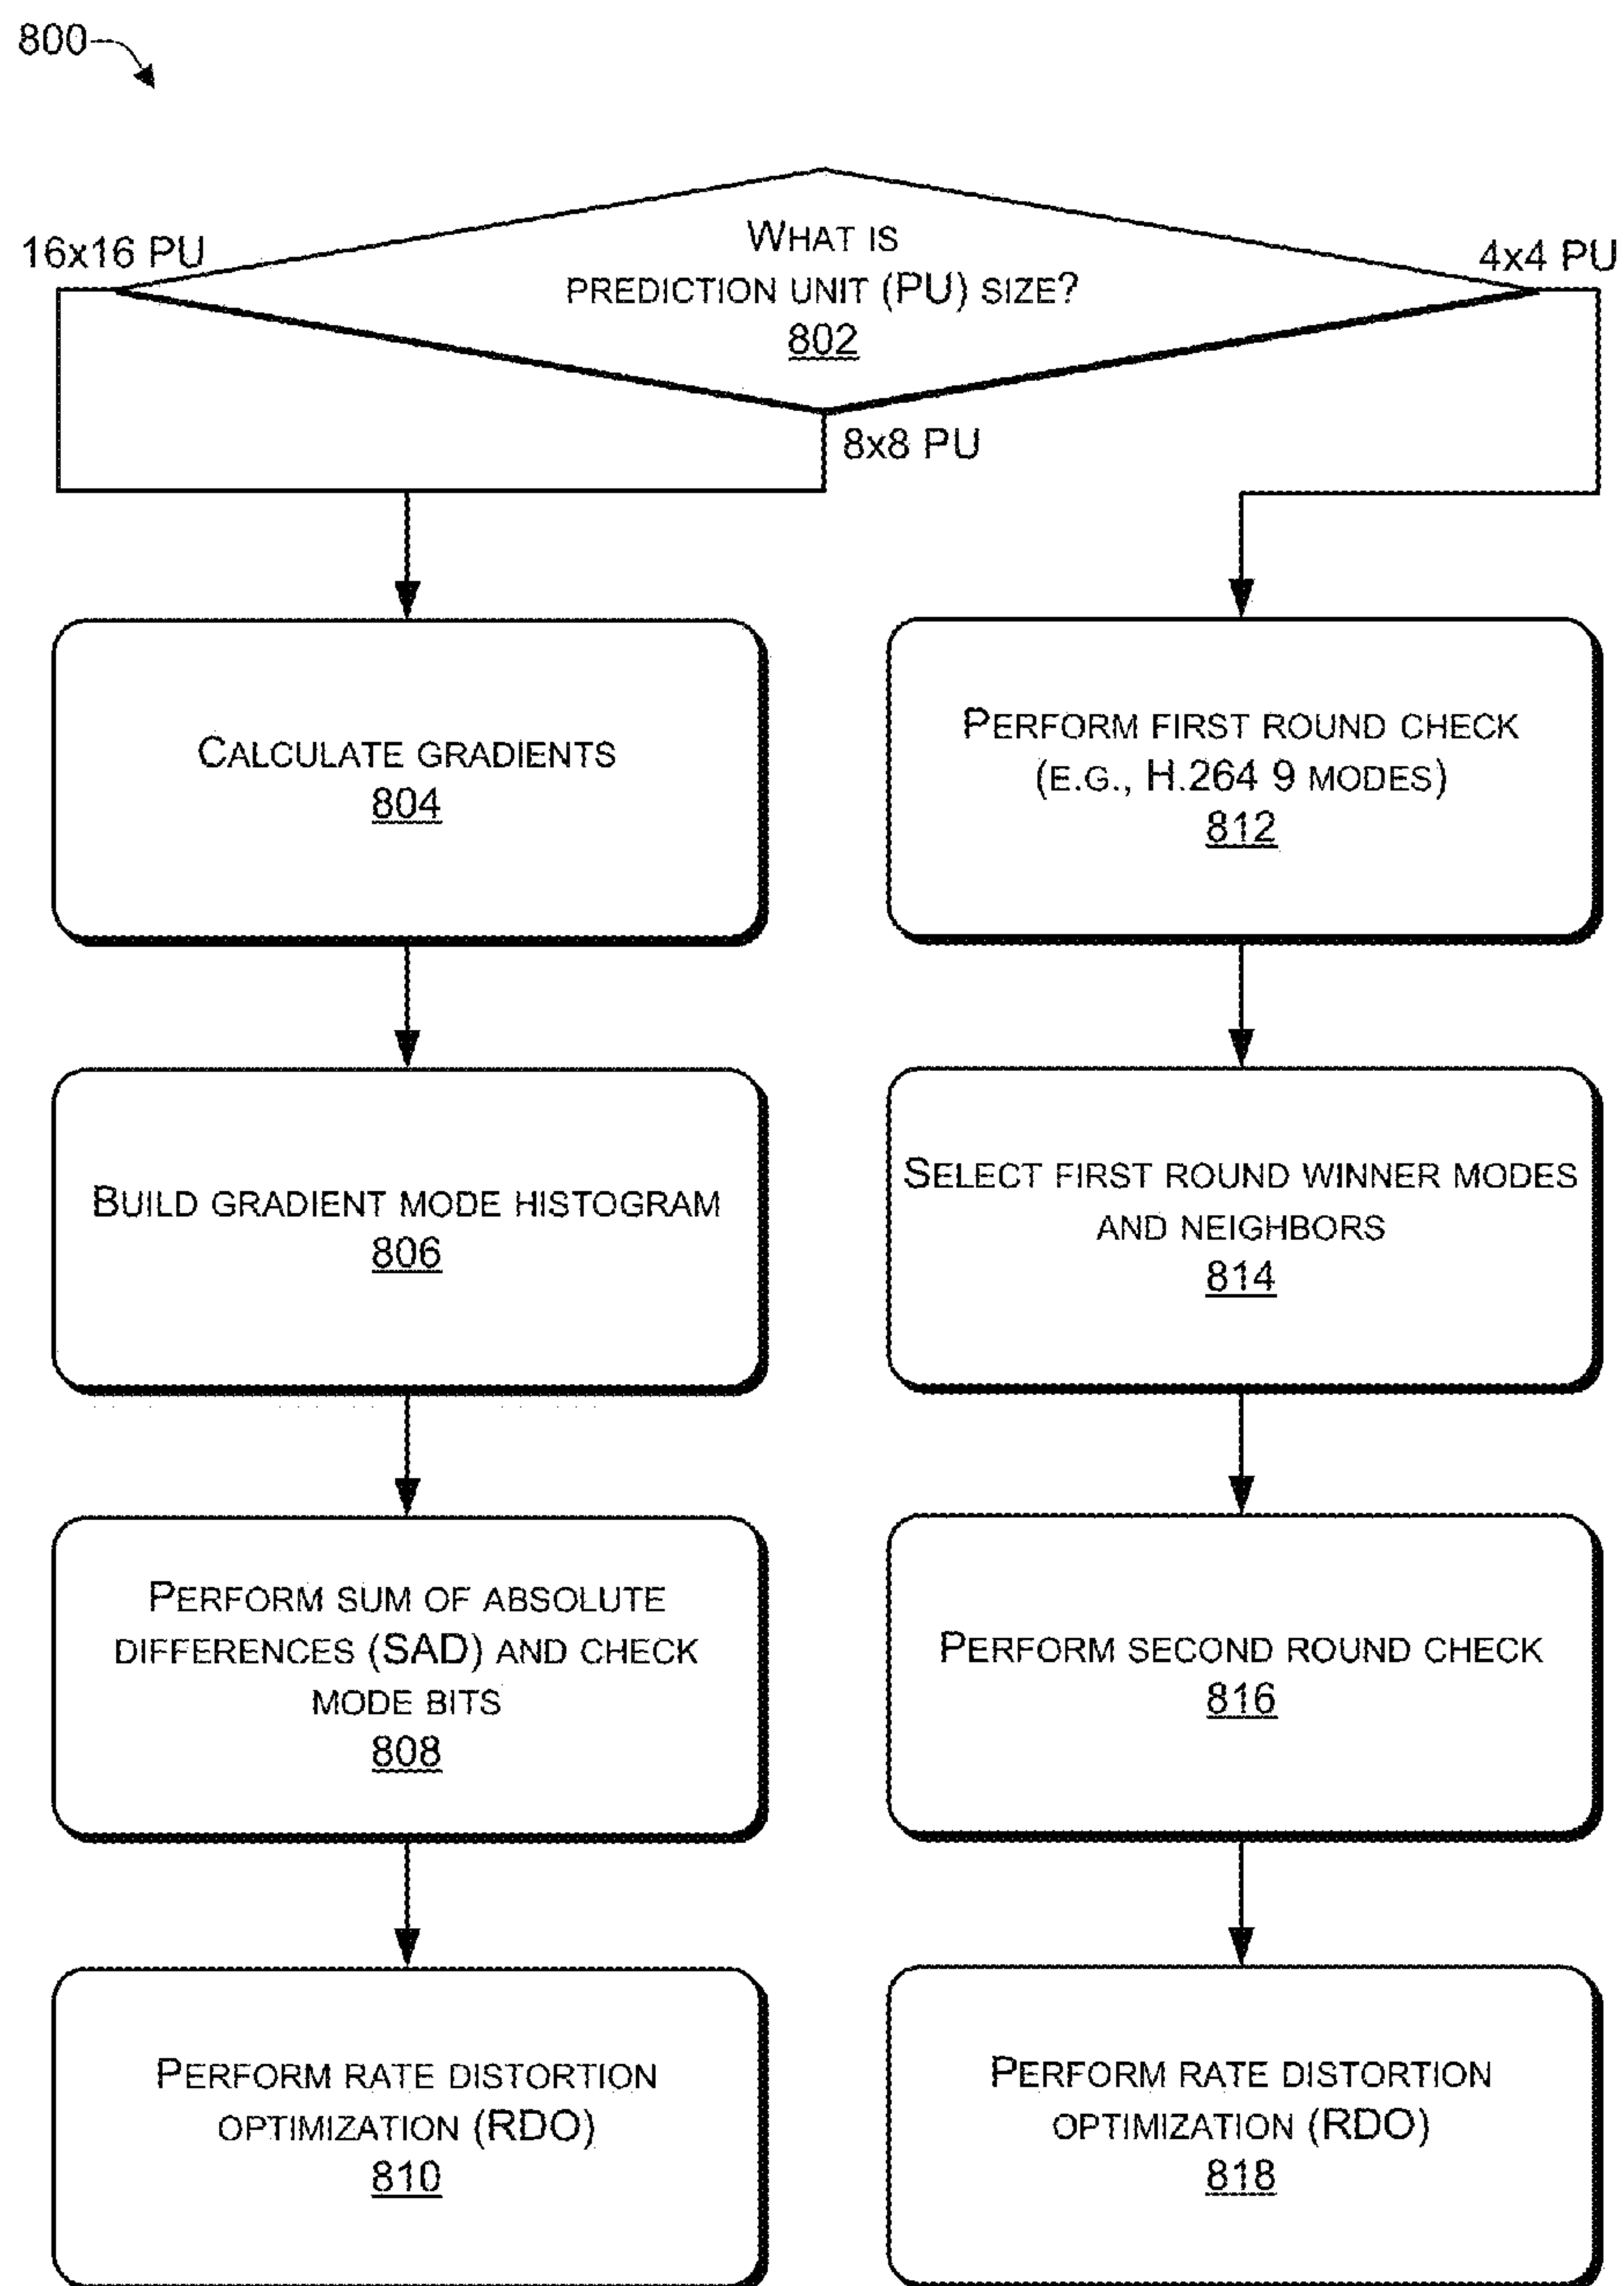 800
WHAT IS
PREDICTION UNIT (PU) SIZE?
802
16x16 PU
4x4 PU
8x8 PU
CALCULATE GRADIENTS
804
BUILD GRADIENT MODE HISTOGRAM
806
PERFORM SUM OF ABSOLUTE
DIFFERENCES (SAD) AND CHECK
MODE BITS
808
PERFORM RATE DISTORTION
OPTIMIZATION (RDO)
810
PERFORM FIRST ROUND CHECK
(E.G., H.264 9 MODES)
812
SELECT FIRST ROUND WINNER MODES
AND NEIGHBORS
814
PERFORM SECOND ROUND CHECK
816
PERFORM RATE DISTORTION
OPTIMIZATION (RDO)
818